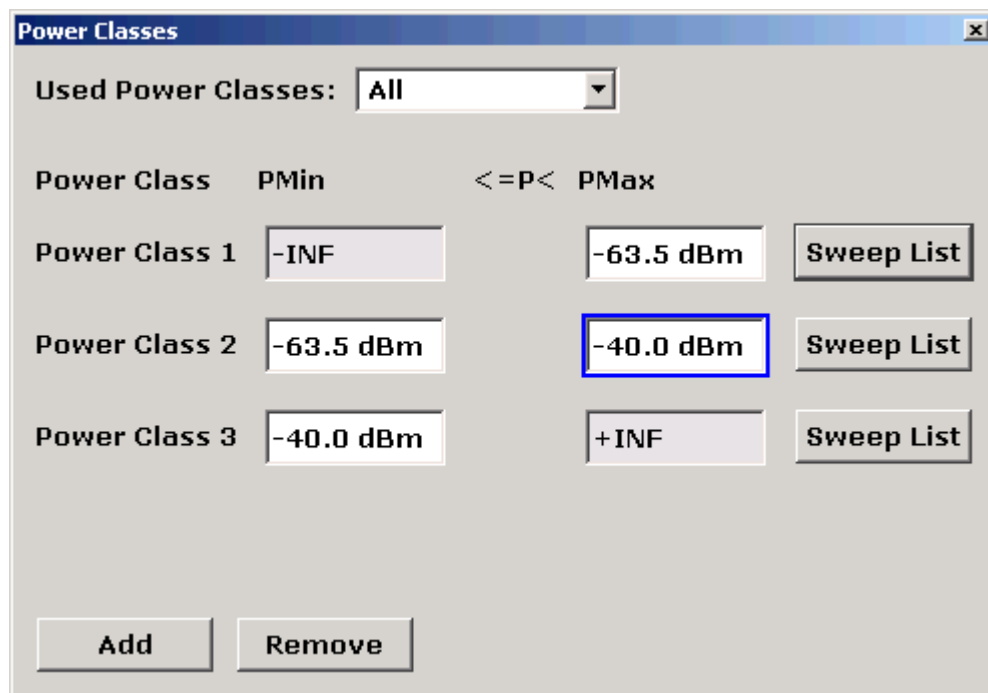 Power Classes
Used Power Classes: All
Power Class PMin <=P< PMax
Power Class 1 -INF -63.5 dBm Sweep List
Power Class 2 -63.5 dBm -40.0 dBm Sweep List
Power Class 3 -40.0 dBm +INF Sweep List
Add Remove